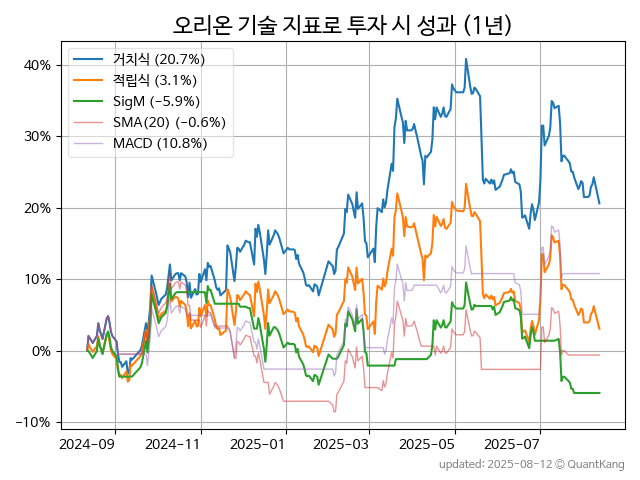 오리온 기술 지표로 투자 시 성과 (1년)
거치식 (20.7%)
적립식 (3.1%)
SigM (−5.9%)
SMA(20) (−0.6%)
MACD (10.8%)
40%
30%
20%
10%
0%
−10%
2024-09 2024-11 2025-01 2025-03 2025-05 2025-07
updated: 2025-08-12 © QuantKang